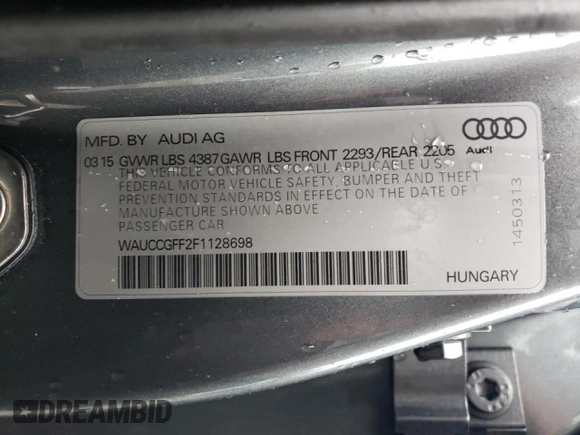 MFD. BY AUDI AG
Audi
0315 GVWR LBS 4387 GAWR LBS FRONT 2293/REAR 2205
THIS VEHICLE CONFORMS TO ALL APPLICABLE U.S.
FEDERAL MOTOR VEHICLE SAFETY, BUMPER AND THEFT
PREVENTION STANDARDS IN EFFECT ON THE DATE OF
MANUFACTURE SHOWN ABOVE
PASSENGER CAR
WAUCCGFF2F1128698
1450313
HUNGARY
DREAMBID